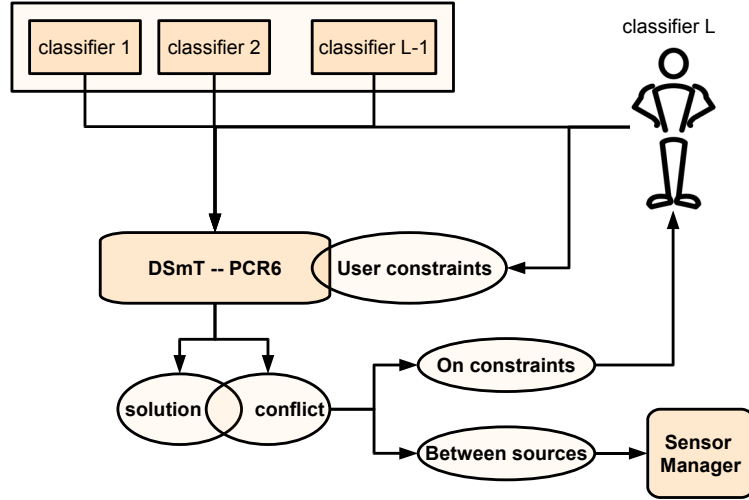 classifier 1
classifier 2
classifier L-1
classifier L
DSmT -- PCR6
User constraints
solution
conflict
On constraints
Between sources
Sensor
Manager